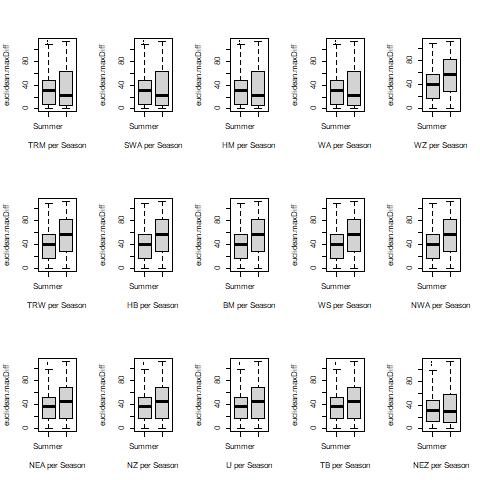 euclidean.maxDiff
0 40 80
Summer
TRM per Season
euclidean.maxDiff
0 40 80
Summer
SWA per Season
euclidean.maxDiff
0 40 80
Summer
HM per Season
euclidean.maxDiff
0 40 80
Summer
WA per Season
euclidean.maxDiff
0 40 80
Summer
WZ per Season
euclidean.maxDiff
0 40 80
Summer
TRW per Season
euclidean.maxDiff
0 40 80
Summer
HB per Season
euclidean.maxDiff
0 40 80
Summer
BM per Season
euclidean.maxDiff
0 40 80
Summer
WS per Season
euclidean.maxDiff
0 40 80
Summer
NWA per Season
euclidean.maxDiff
0 40 80
Summer
NEA per Season
euclidean.maxDiff
0 40 80
Summer
NZ per Season
euclidean.maxDiff
0 40 80
Summer
U per Season
euclidean.maxDiff
0 40 80
Summer
TB per Season
euclidean.maxDiff
0 40 80
Summer
NEZ per Season